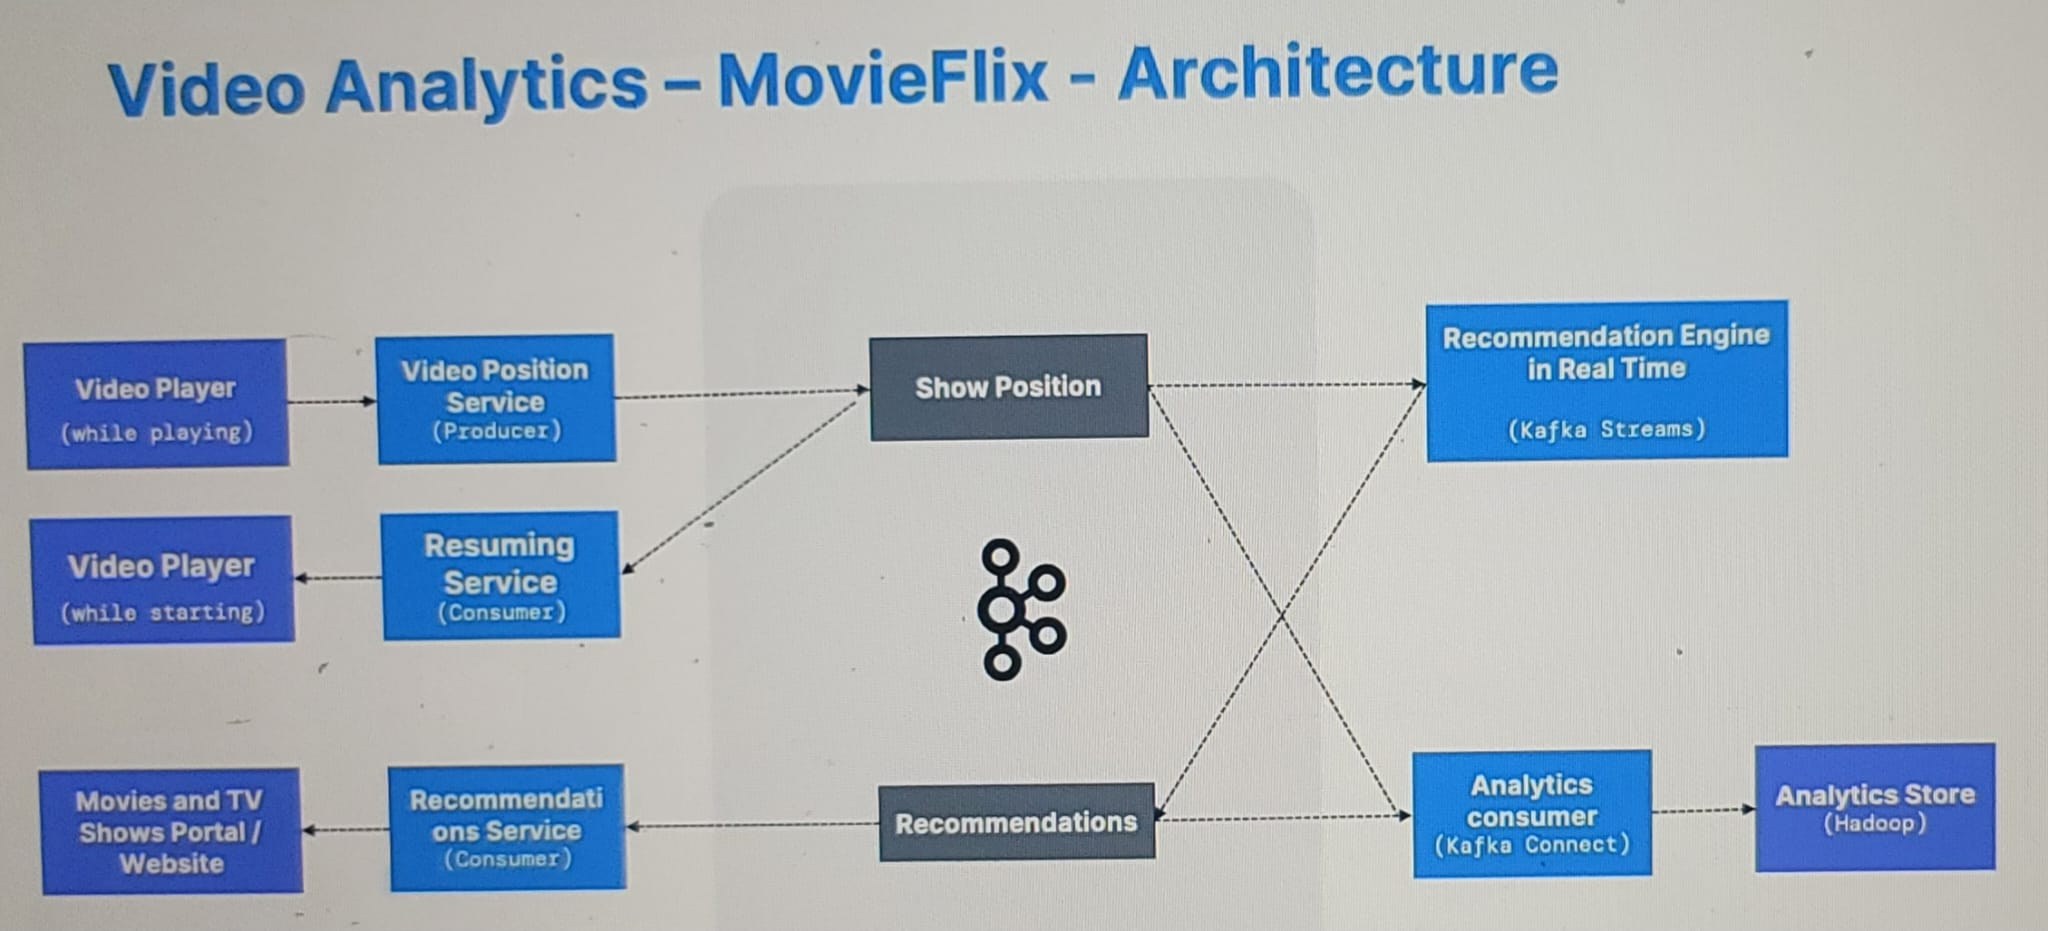 Video Analytics – MovieFlix - Architecture
Video Player
(while playing)
Video Position
Service
(Producer)
Show Position
Recommendation Engine
in Real Time
(Kafka Streams)
Video Player
(while starting)
Resuming
Service
(Consumer)
Movies and TV
Shows Portal /
Website
Recommendati
ons Service
(Consumer)
Recommendations
Analytics
consumer
(Kafka Connect)
Analytics Store
(Hadoop)